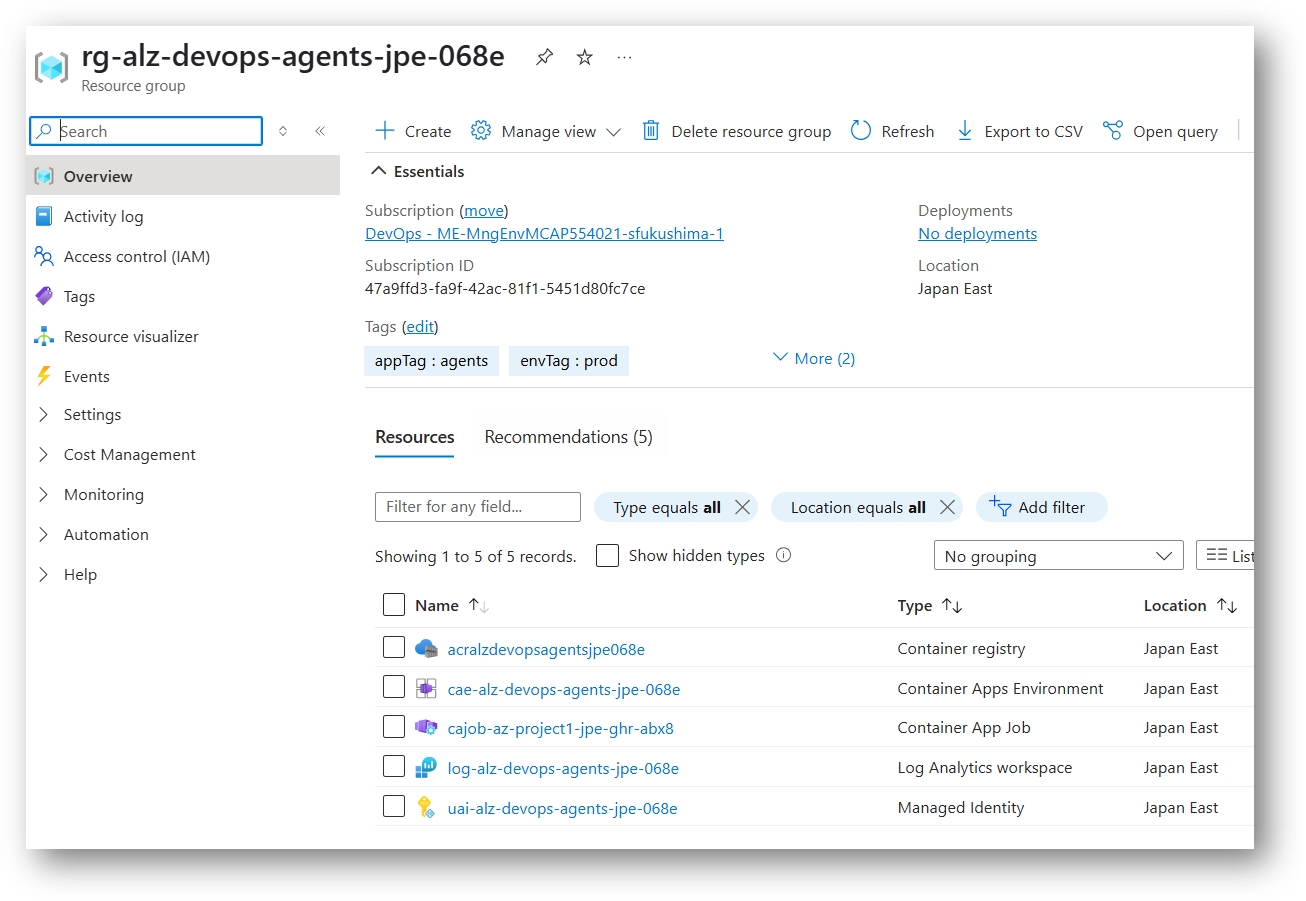 rg-alz-devops-agents-jpe-068e
Resource group
Search
Overview
Activity log
Access control (IAM)
Tags
Resource visualizer
Events
Settings
Cost Management
Monitoring
Automation
Help
Create Manage view Delete resource group Refresh Export to CSV Open query
Essentials
Subscription (move)
DevOps - ME-MngEnvMCAP554021-sfukushima-1
Subscription ID
47a9ffd3-fa9f-42ac-81f1-5451d80fc7ce
Deployments
No deployments
Location
Japan East
Tags (edit)
appTag : agents envTag : prod More (2)
Resources Recommendations (5)
Filter for any field... Type equals all Location equals all Add filter
Showing 1 to 5 of 5 records. Show hidden types No grouping List
Name Type Location
acralzdevopsagentsjpe068e Container registry Japan East
cae-alz-devops-agents-jpe-068e Container Apps Environment Japan East
cajob-az-project1-jpe-ghr-abx8 Container App Job Japan East
log-alz-devops-agents-jpe-068e Log Analytics workspace Japan East
uai-alz-devops-agents-jpe-068e Managed Identity Japan East